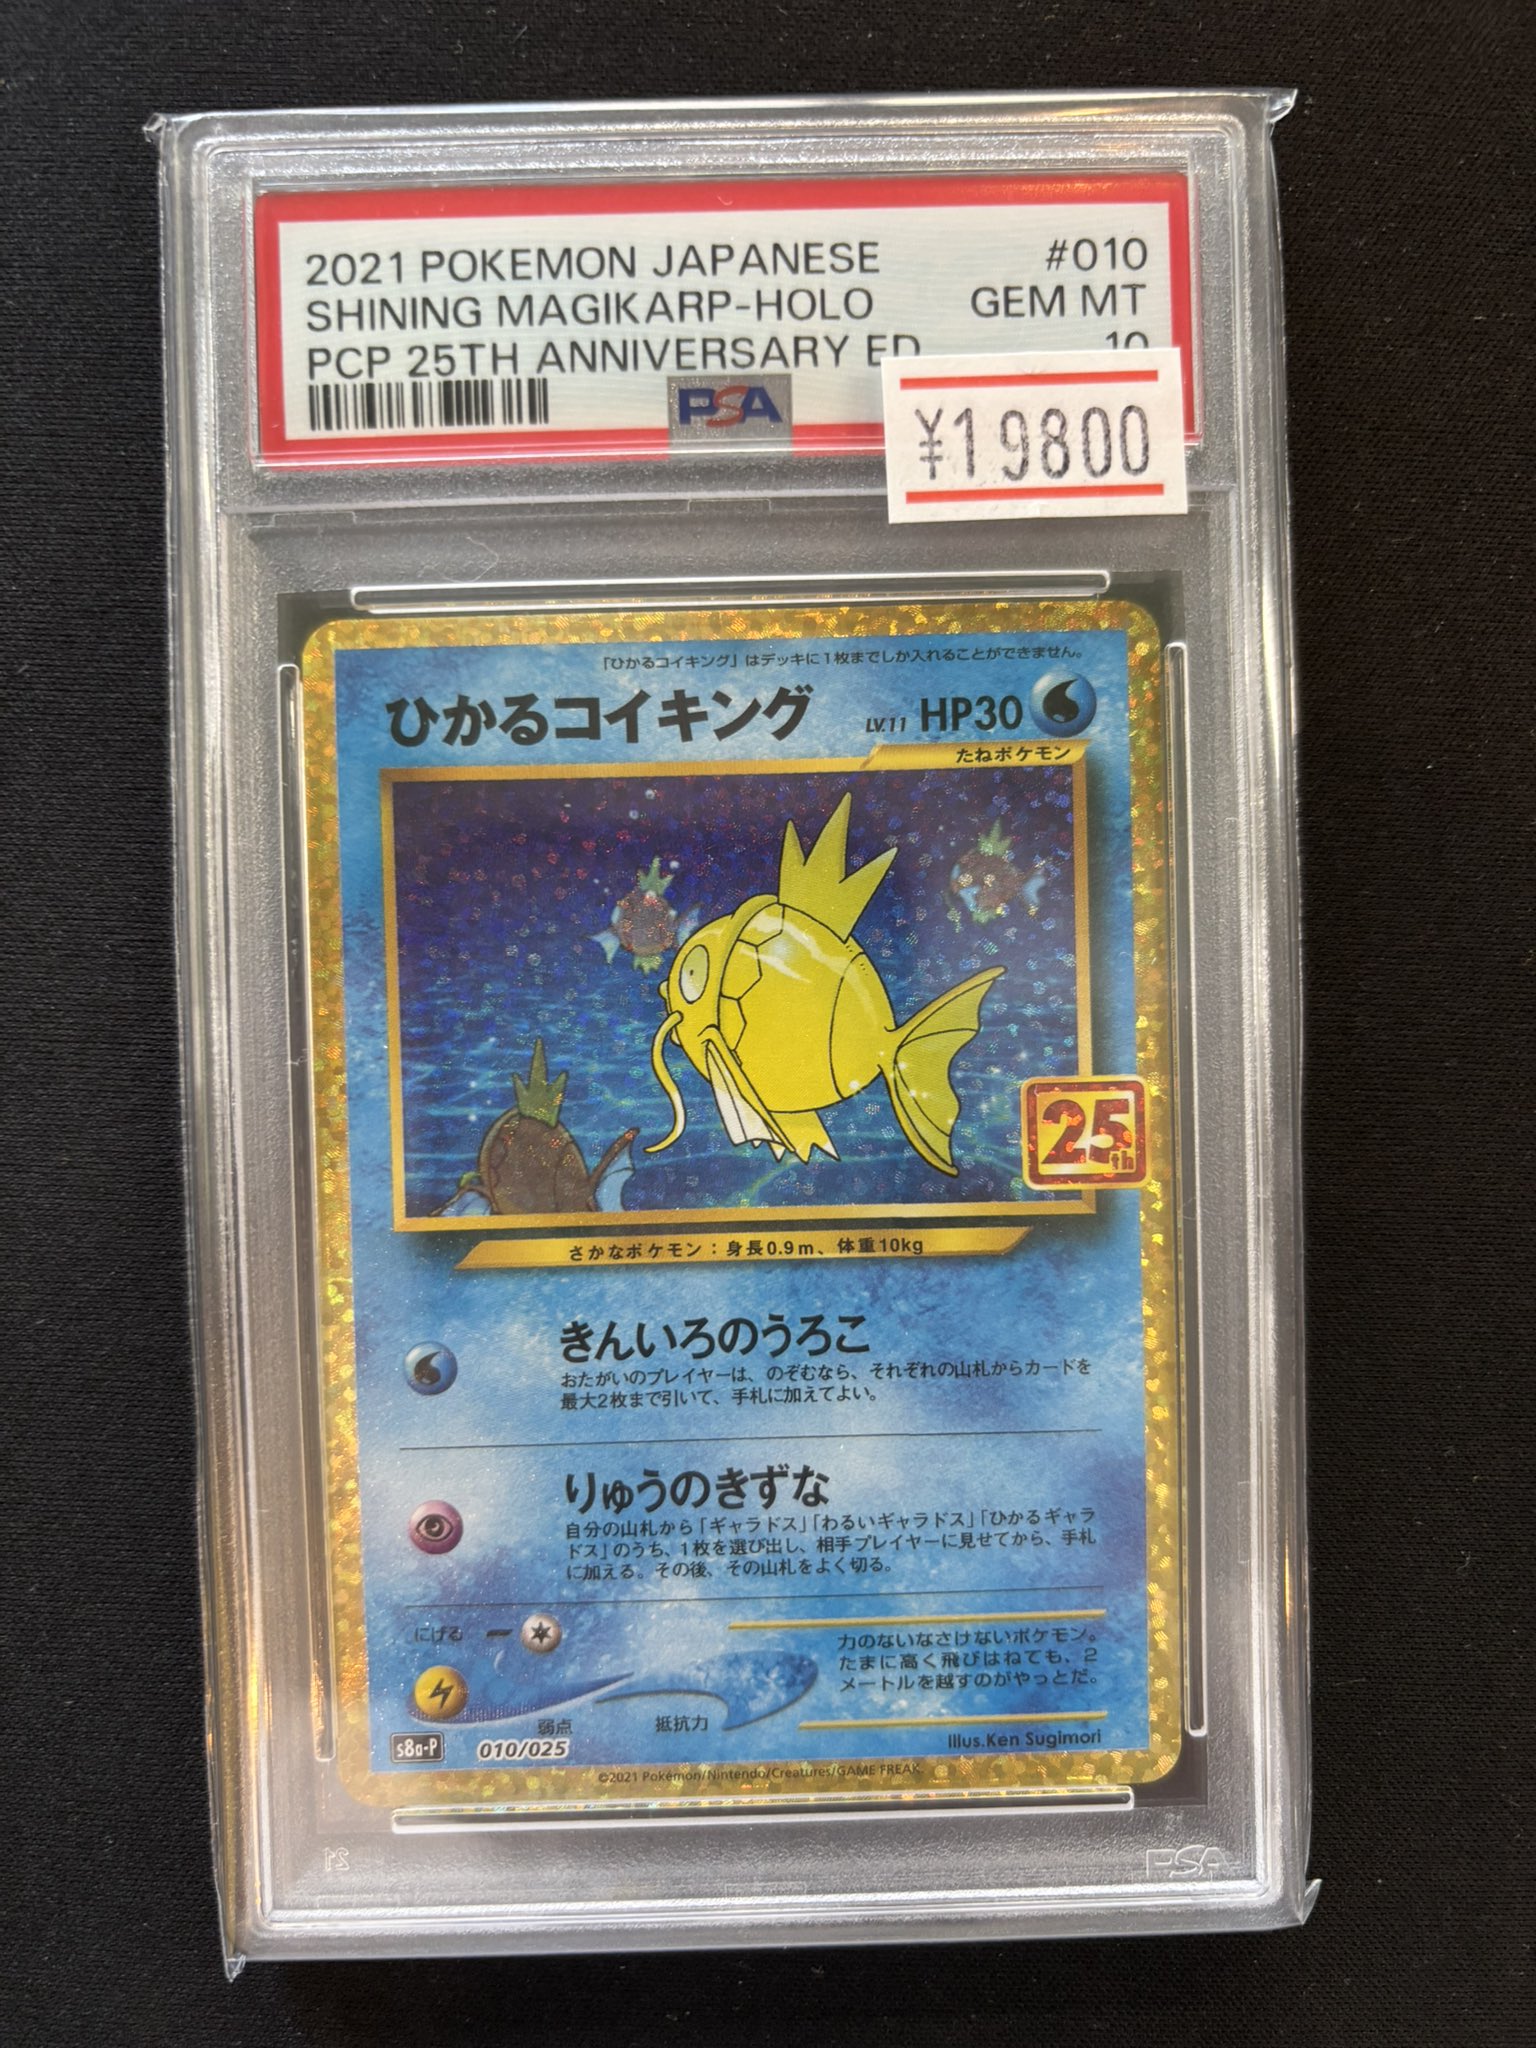 2021 POKEMON JAPANESE #010
SHINING MAGIKARP-HOLO GEM MT
PCP 25TH ANNIVERSARY ED 10
PSA
¥19800
「ひかるコイキング」はデッキに1枚までしか入れることができません。
ひかるコイキング LV.11 HP30
たねポケモン
25th
さかなポケモン：身長0.9m、体重10kg
きんいろのうろこ
おたがいのプレイヤーは、のぞむなら、それぞれの山札からカードを
最大2枚まで引いて、手札に加えてよい。
りゅうのきずな
自分の山札から「ギャラドス」「わるいギャラドス」「ひかるギャラ
ドス」のうち、1枚を選び出し、相手プレイヤーに見せてから、手札
に加える。その後、その山札をよく切る。
にげる
力のないなさけないポケモン。
たまに高く飛びはねても、2
メートルを越すのがやっとだ。
弱点 抵抗力
Illus.Ken Sugimori
s8a-P 010/025
©2021 Pokémon/Nintendo/Creatures/GAME FREAK.
PSA